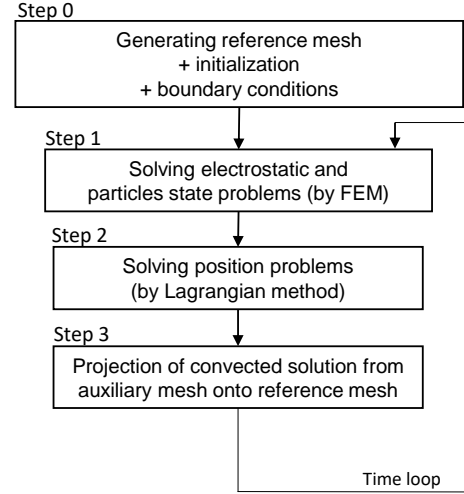 Step 0
Generating reference mesh
+ initialization
+ boundary conditions
Step 1
Solving electrostatic and
particles state problems (by FEM)
Step 2
Solving position problems
(by Lagrangian method)
Step 3
Projection of convected solution from
auxiliary mesh onto reference mesh
Time loop